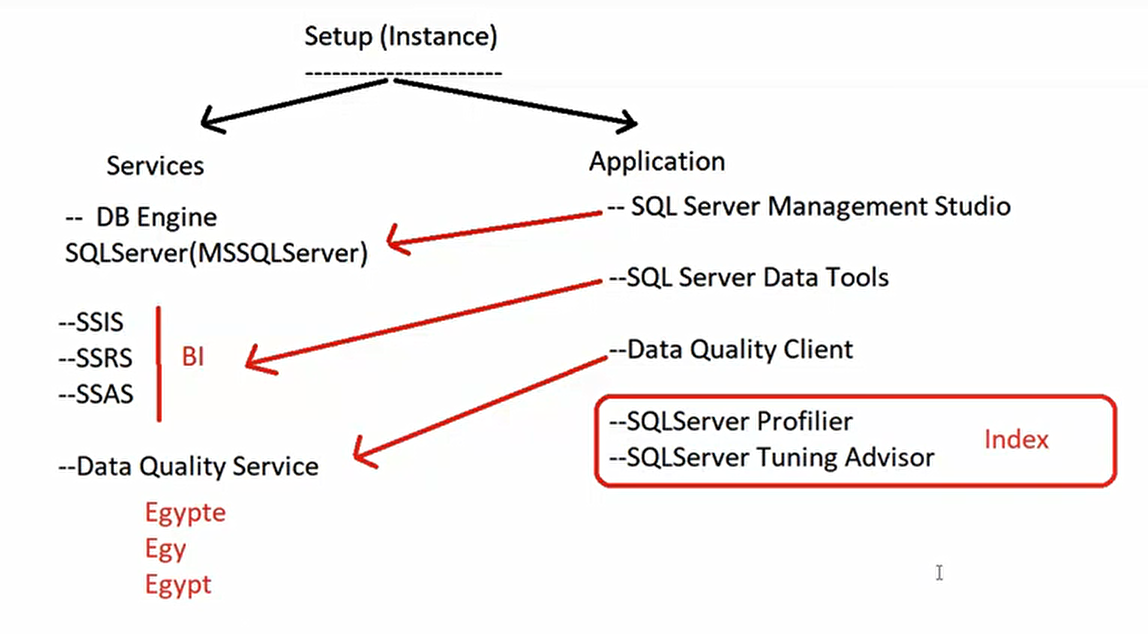 Setup (Instance)
----------------------
Services
-- DB Engine
SQLServer(MSSQLServer)
--SSIS
--SSRS
--SSAS
BI
--Data Quality Service
Egypte
Egy
Egypt
Application
-- SQL Server Management Studio
--SQL Server Data Tools
--Data Quality Client
--SQLServer Profilier
--SQLServer Tuning Advisor
Index